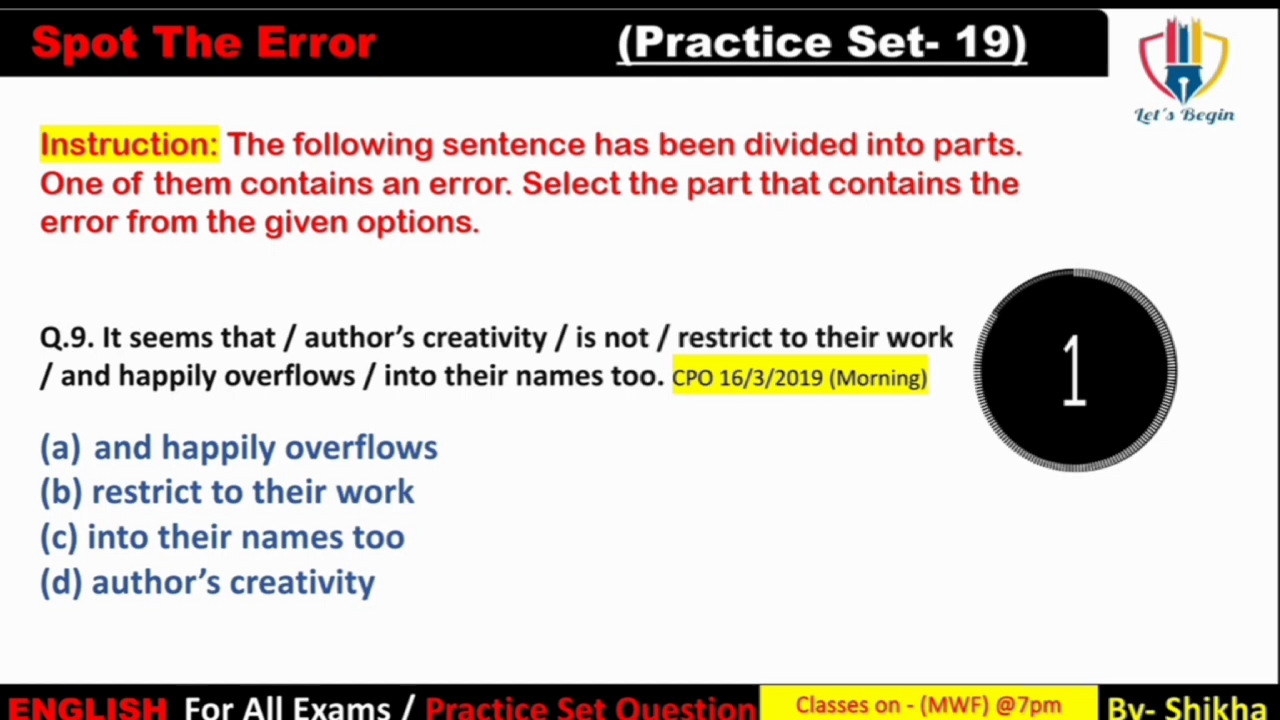 Spot The Error (Practice Set- 19)
Let's Begin
Instruction: The following sentence has been divided into parts.
One of them contains an error. Select the part that contains the
error from the given options.
Q.9. It seems that / author's creativity / is not / restrict to their work
/ and happily overflows / into their names too. CPO 16/3/2019 (Morning)
1
(a) and happily overflows
(b) restrict to their work
(c) into their names too
(d) author's creativity
ENGLISH For All Exams / Practice Set Question Classes on - (MWF) @7pm By- Shikha